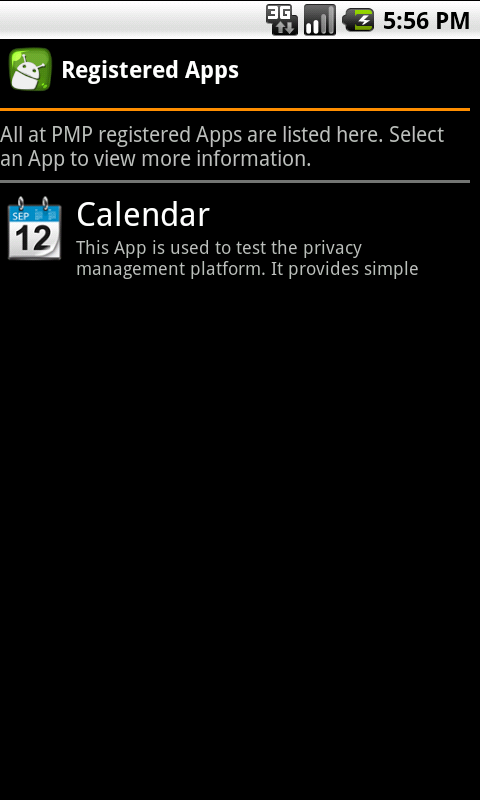 3G 5:56 PM
Registered Apps
All at PMP registered Apps are listed here. Select
an App to view more information.
SEP
12
Calendar
This App is used to test the privacy
management platform. It provides simple